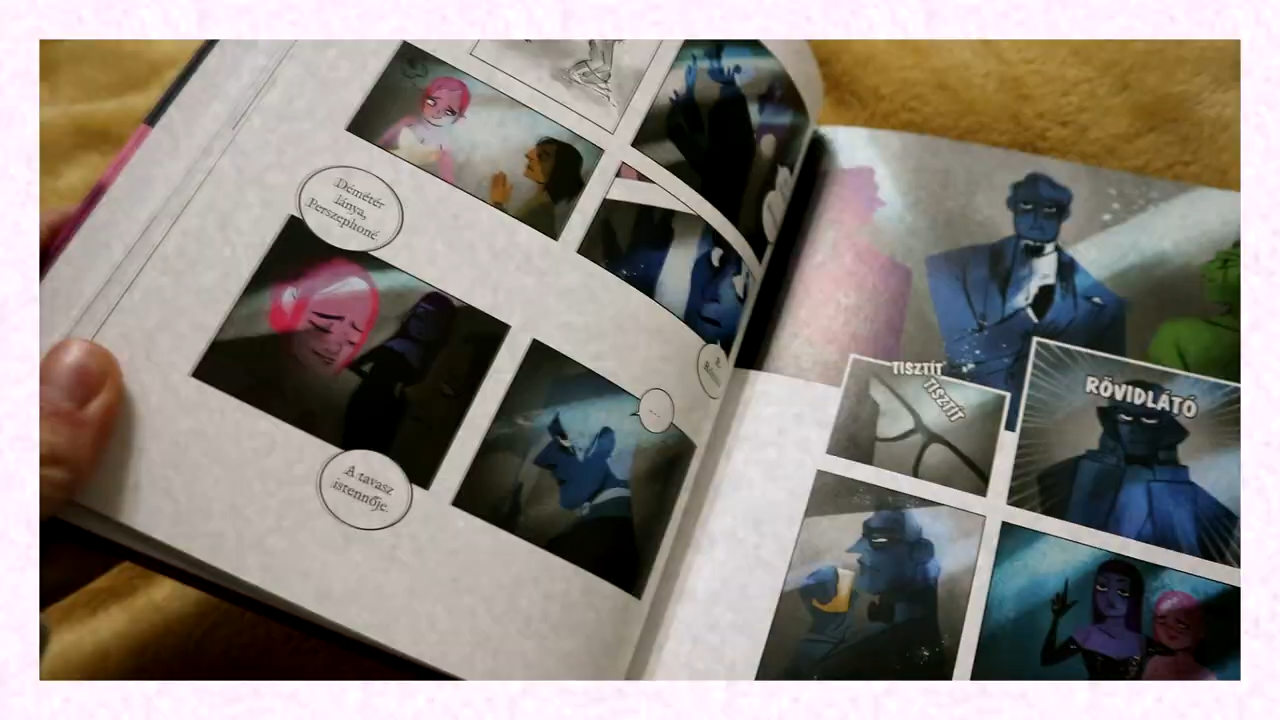 Démétér
lánya,
Perszephoné
A tavasz
istennője.
...
TISZTÍT
TISZTÍT
RÖVIDLÁTÓ